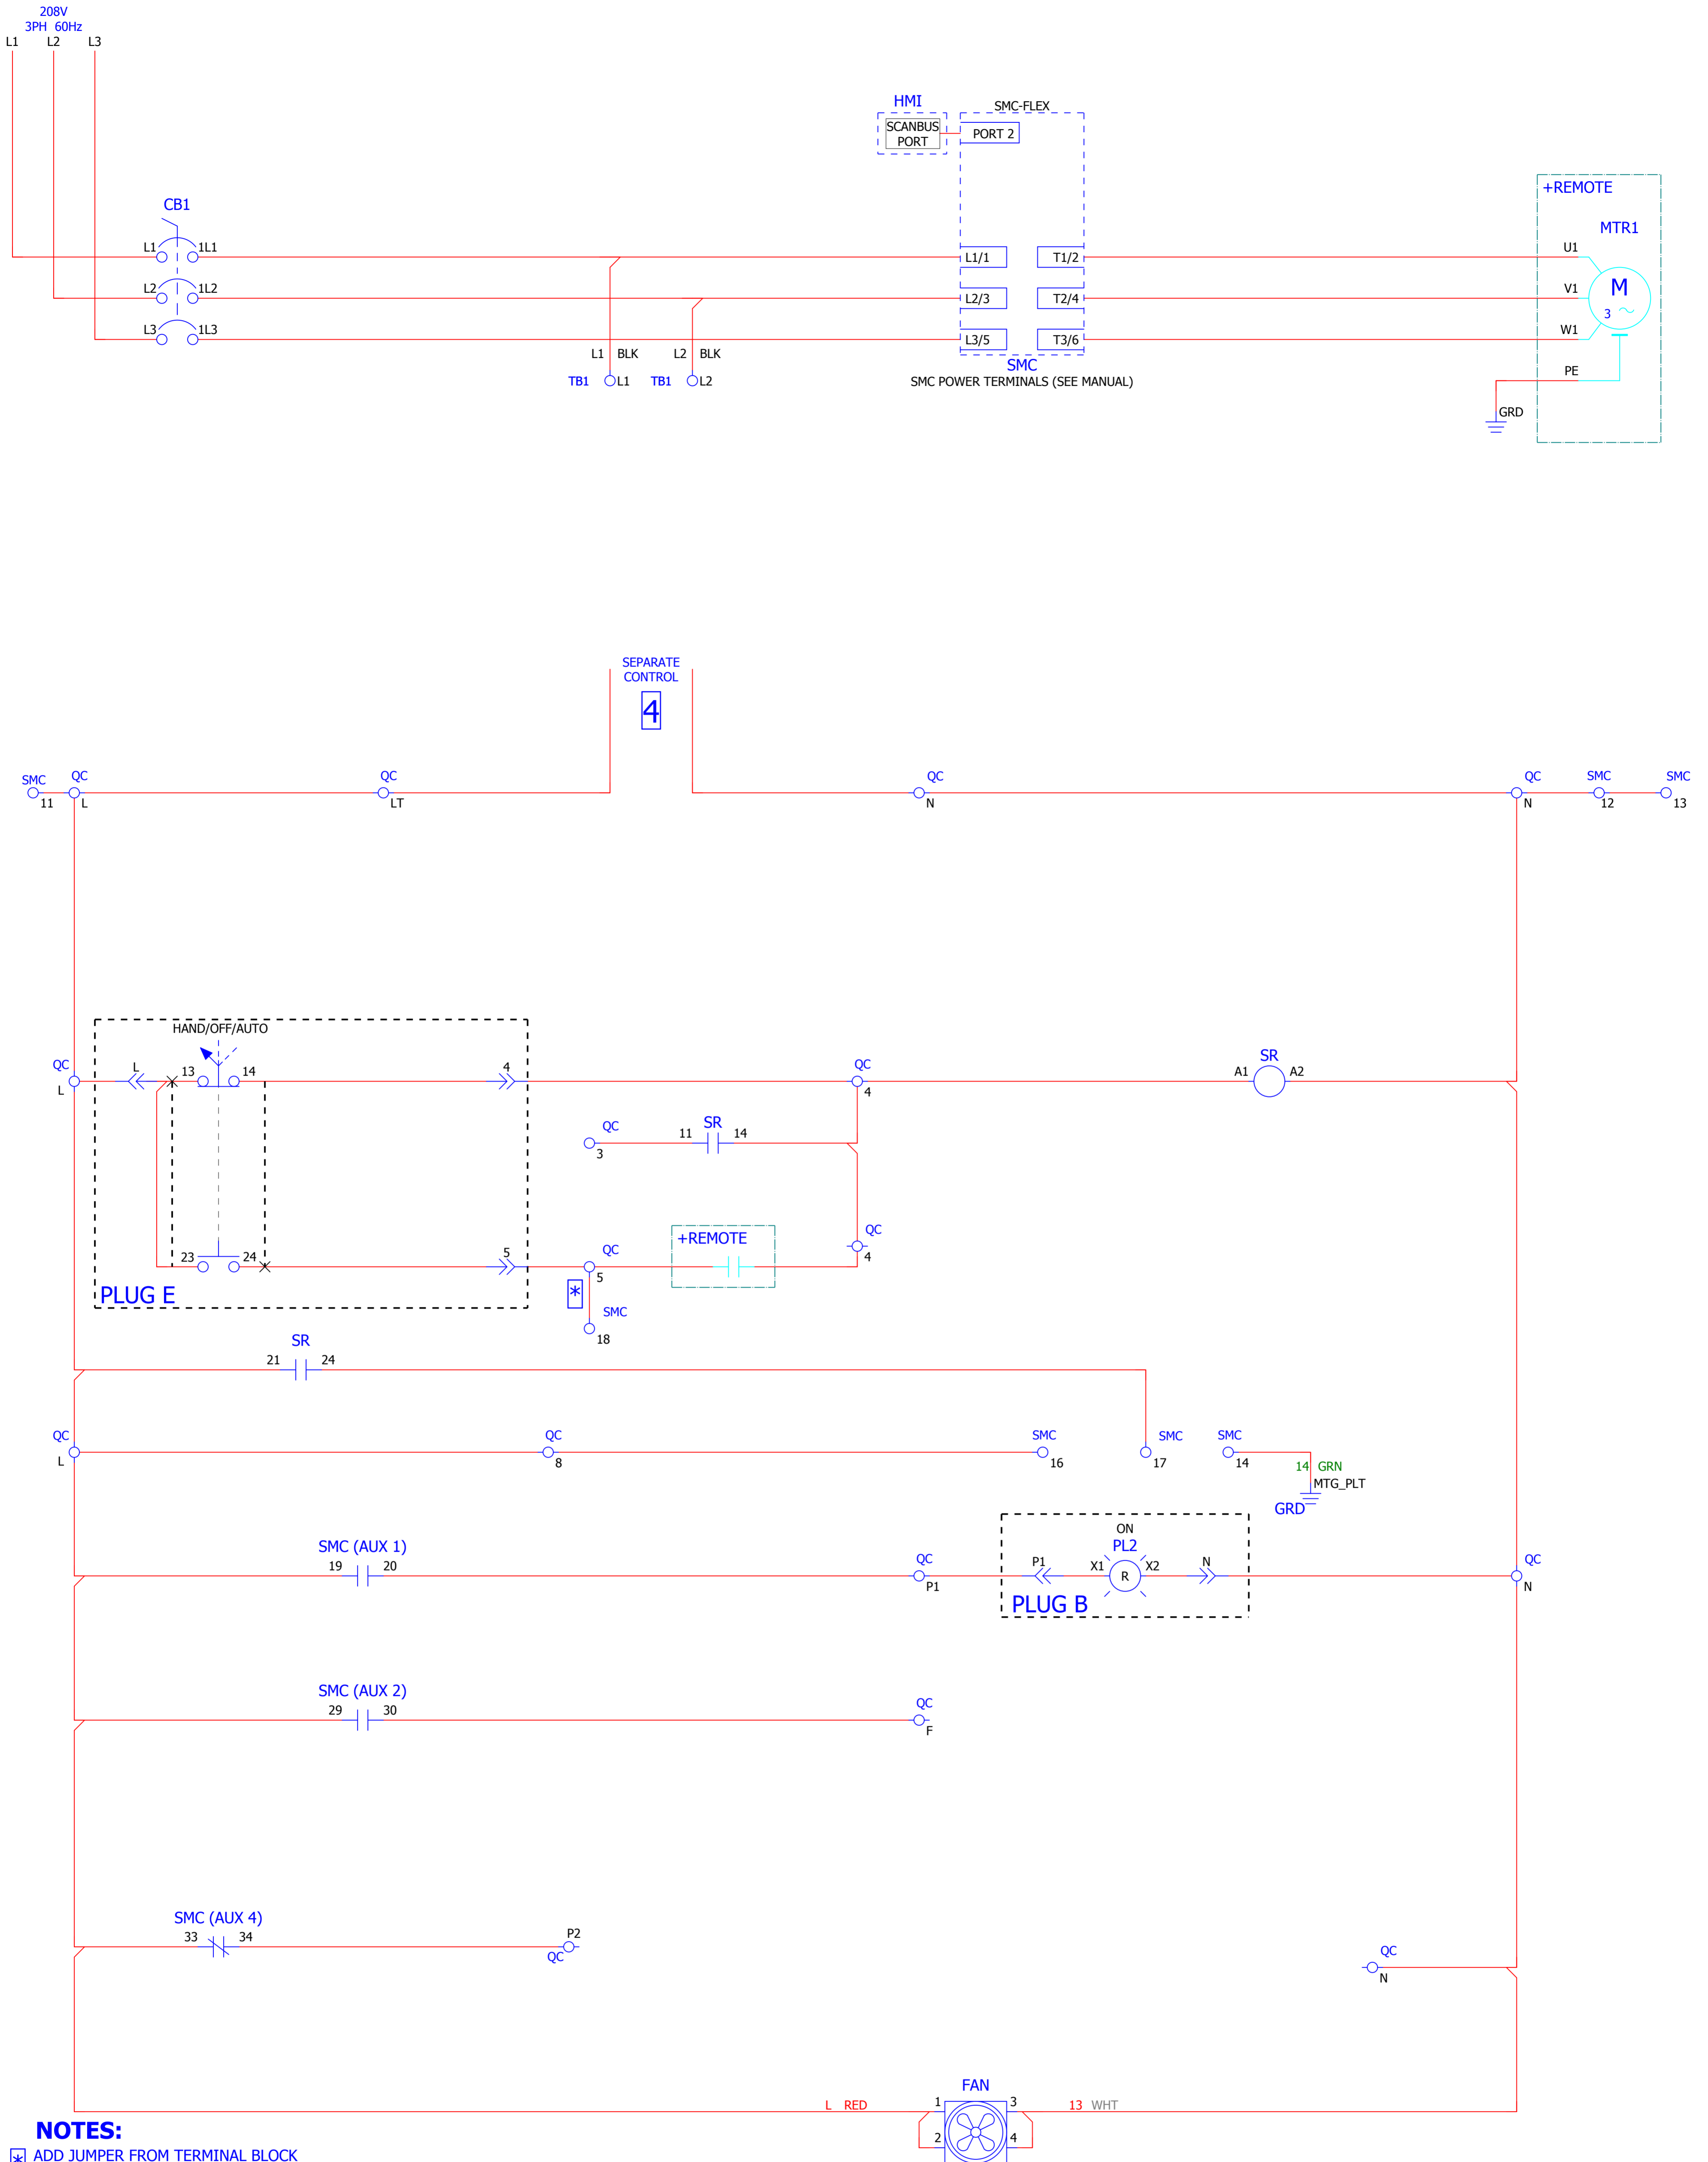 208V
3PH 60Hz
L1 L2 L3
HMI
SCANBUS
PORT
SMC-FLEX
PORT 2
+REMOTE
MTR1
CB1
L1 1L1
L1/1 T1/2
U1
L2 1L2
L2/3 T2/4
V1
M
3
L3 1L3
L3/5 T3/6
W1
L1 BLK L2 BLK
SMC
TB1 L1 TB1 L2
SMC POWER TERMINALS (SEE MANUAL)
PE
GRD
SEPARATE
CONTROL
4
SMC QC QC QC QC SMC SMC
11 L LT N N 12 13
HAND/OFF/AUTO
QC L 13 14 4 QC SR
L 4 A1 A2
QC SR
3 11 14
+REMOTE
QC
4
23 24 5 QC
5
PLUG E
*
SMC
18
SR
21 24
QC QC SMC SMC SMC
L 8 16 17 14
14 GRN
MTG_PLT
GRD
SMC (AUX 1)
19 20
QC
P1
ON
PL2
P1 X1 R X2 N
PLUG B
QC
N
SMC (AUX 2)
29 30
QC
F
SMC (AUX 4)
33 34
P2
QC
QC
N
FAN
L RED 1 3 13 WHT
2 4
NOTES:
* ADD JUMPER FROM TERMINAL BLOCK